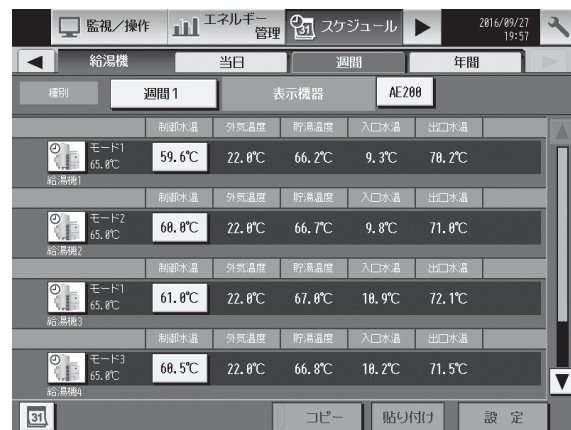 監視／操作 エネルギー管理 スケジュール 2016/09/27 19:57
給湯機 当日 週間 年間
種別 週間1 表示機器 AE200
制御水温 外気温度 貯湯温度 入口水温 出口水温
モード1 65.0℃ 59.6℃ 22.0℃ 66.2℃ 9.3℃ 70.2℃
給湯機1
制御水温 外気温度 貯湯温度 入口水温 出口水温
モード2 65.0℃ 60.0℃ 22.0℃ 66.7℃ 9.8℃ 71.0℃
給湯機2
制御水温 外気温度 貯湯温度 入口水温 出口水温
モード1 65.0℃ 61.0℃ 22.0℃ 67.0℃ 10.9℃ 72.1℃
給湯機3
制御水温 外気温度 貯湯温度 入口水温 出口水温
モード3 65.0℃ 60.5℃ 22.0℃ 66.8℃ 10.2℃ 71.5℃
給湯機4
31 コピー 貼り付け 設 定